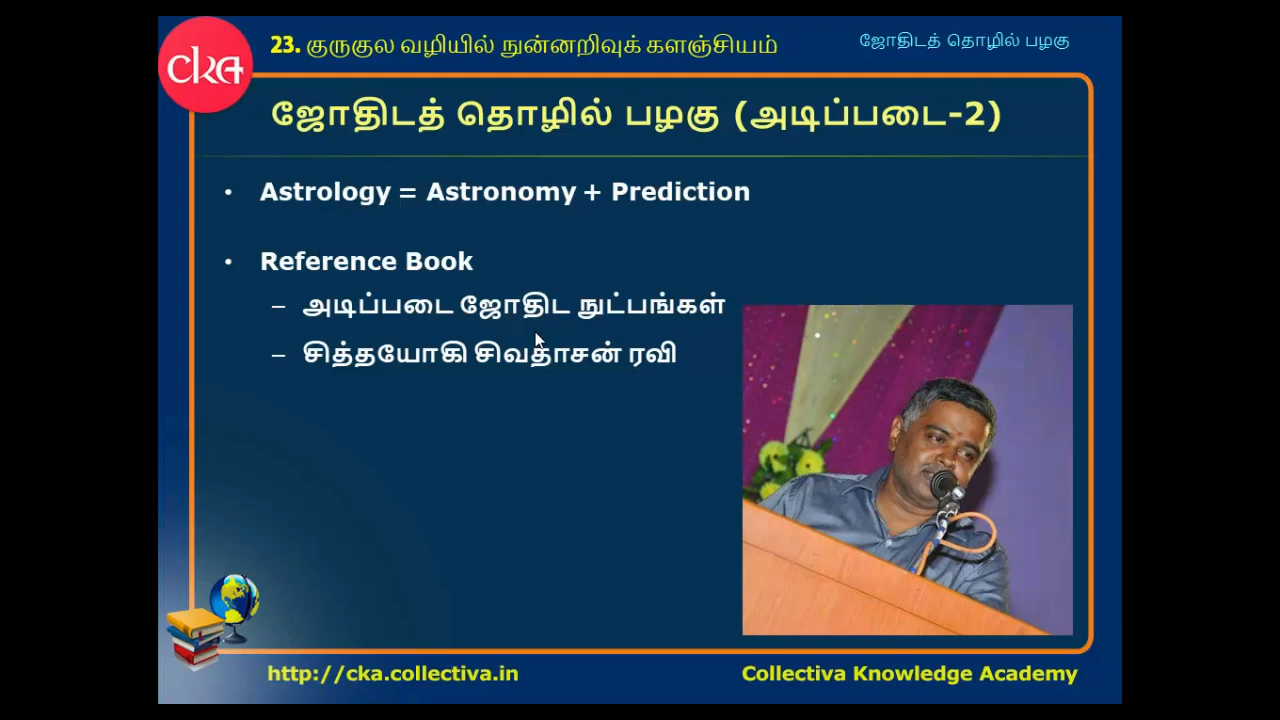 cka
23. குருகுல வழியில் நுன்னறிவுக் களஞ்சியம்
ஜோதிடத் தொழில் பழகு
ஜோதிடத் தொழில் பழகு (அடிப்படை-2)
• Astrology = Astronomy + Prediction
• Reference Book
– அடிப்படை ஜோதிட நுட்பங்கள்
– சித்தயோகி சிவதாசன் ரவி
http://cka.collectiva.in
Collectiva Knowledge Academy